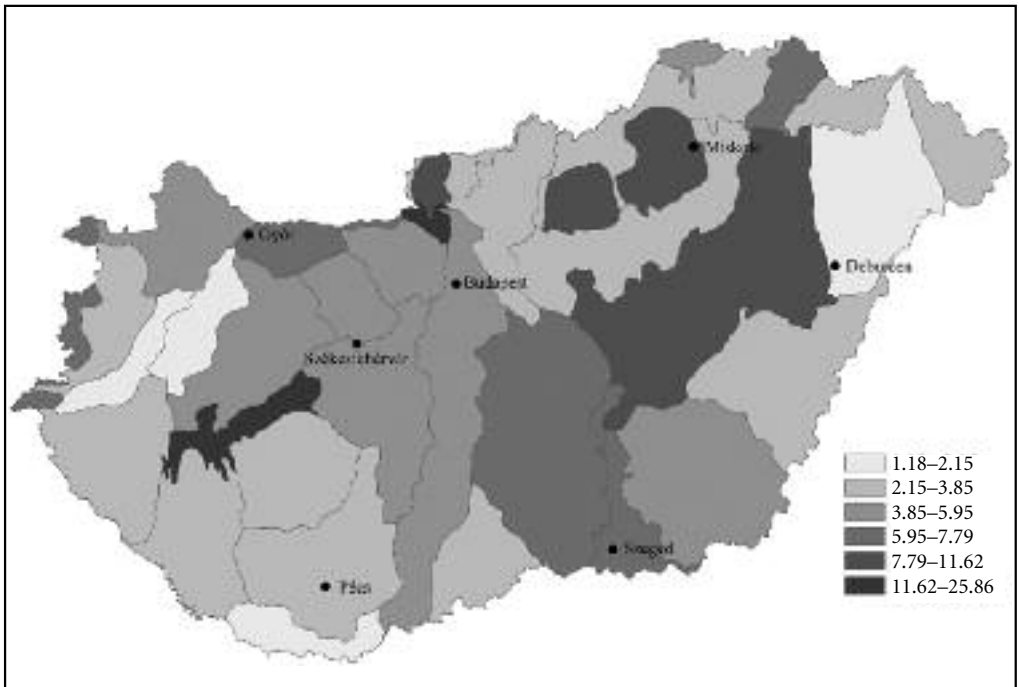 Miskolc
Győr
Debrecen
Budapest
Székesfehérvár
1.18–2.15
2.15–3.85
3.85–5.95
5.95–7.79
Szeged
7.79–11.62
Pécs
11.62–25.86